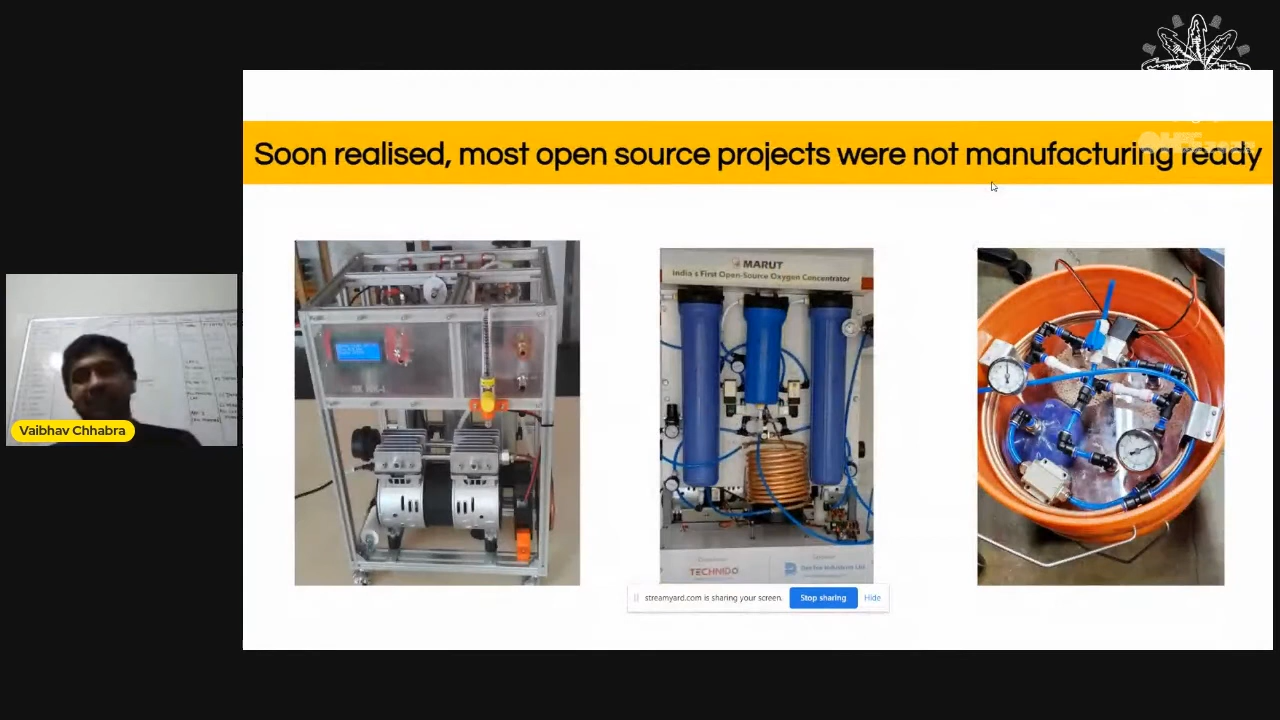 Soon realised, most open source projects were not manufacturing ready
MARUT
India's First Open-Source Oxygen Concentrator
TECHNIDO
streamyard.com is sharing your screen.
Stop sharing
Hide
Vaibhav Chhabra